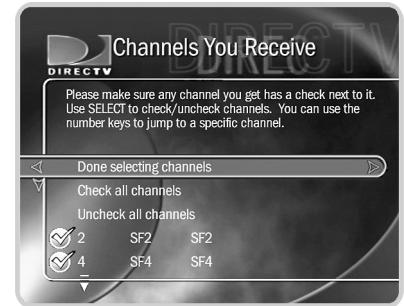 DIRECTV
Channels You Receive
DIRECTV
Please make sure any channel you get has a check next to it.
Use SELECT to check/uncheck channels. You can use the
number keys to jump to a specific channel.
Done selecting channels
Check all channels
Uncheck all channels
2 SF2 SF2
4 SF4 SF4